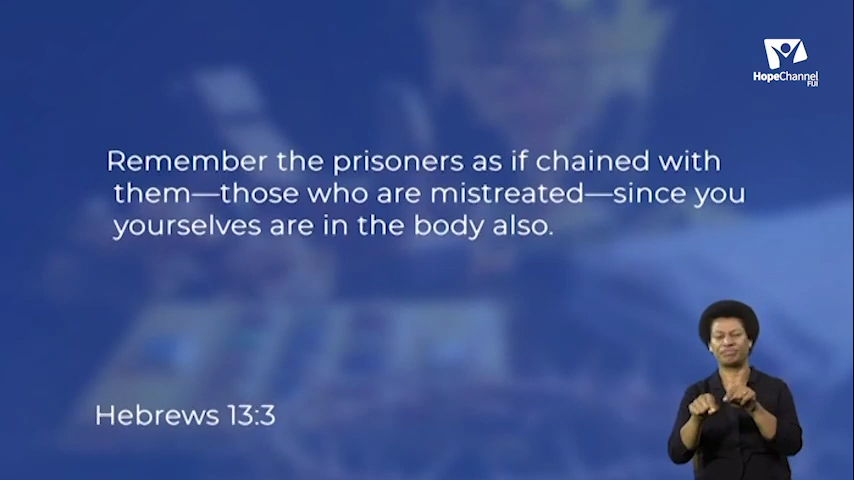 HopeChannel
FIJI
Remember the prisoners as if chained with
them—those who are mistreated—since you
yourselves are in the body also.
Hebrews 13:3